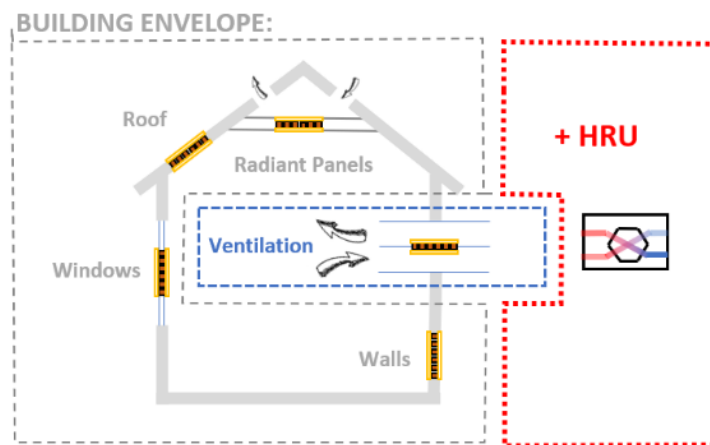 BUILDING ENVELOPE:
Roof
+ HRU
Radiant Panels
Ventilation
Windows
Walls